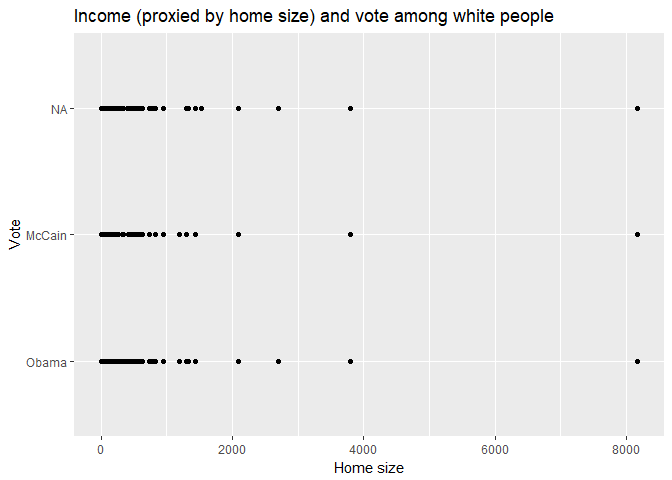 Income (proxied by home size) and vote among white people
NA
McCain
Obama
Vote
0 2000 4000 6000 8000
Home size